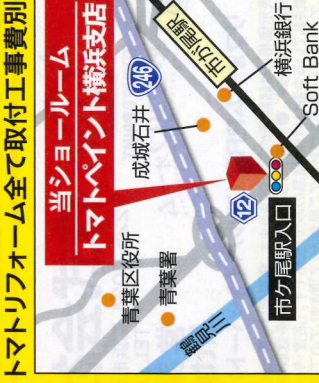 トマトリフォーム全て取付工事費別
当ショールーム
トマトペイント横浜支店
246
市が尾駅
横浜銀行
Soft Bank
成城石井
12
市ケ尾駅入口
青葉区役所
青葉署
鶴見川